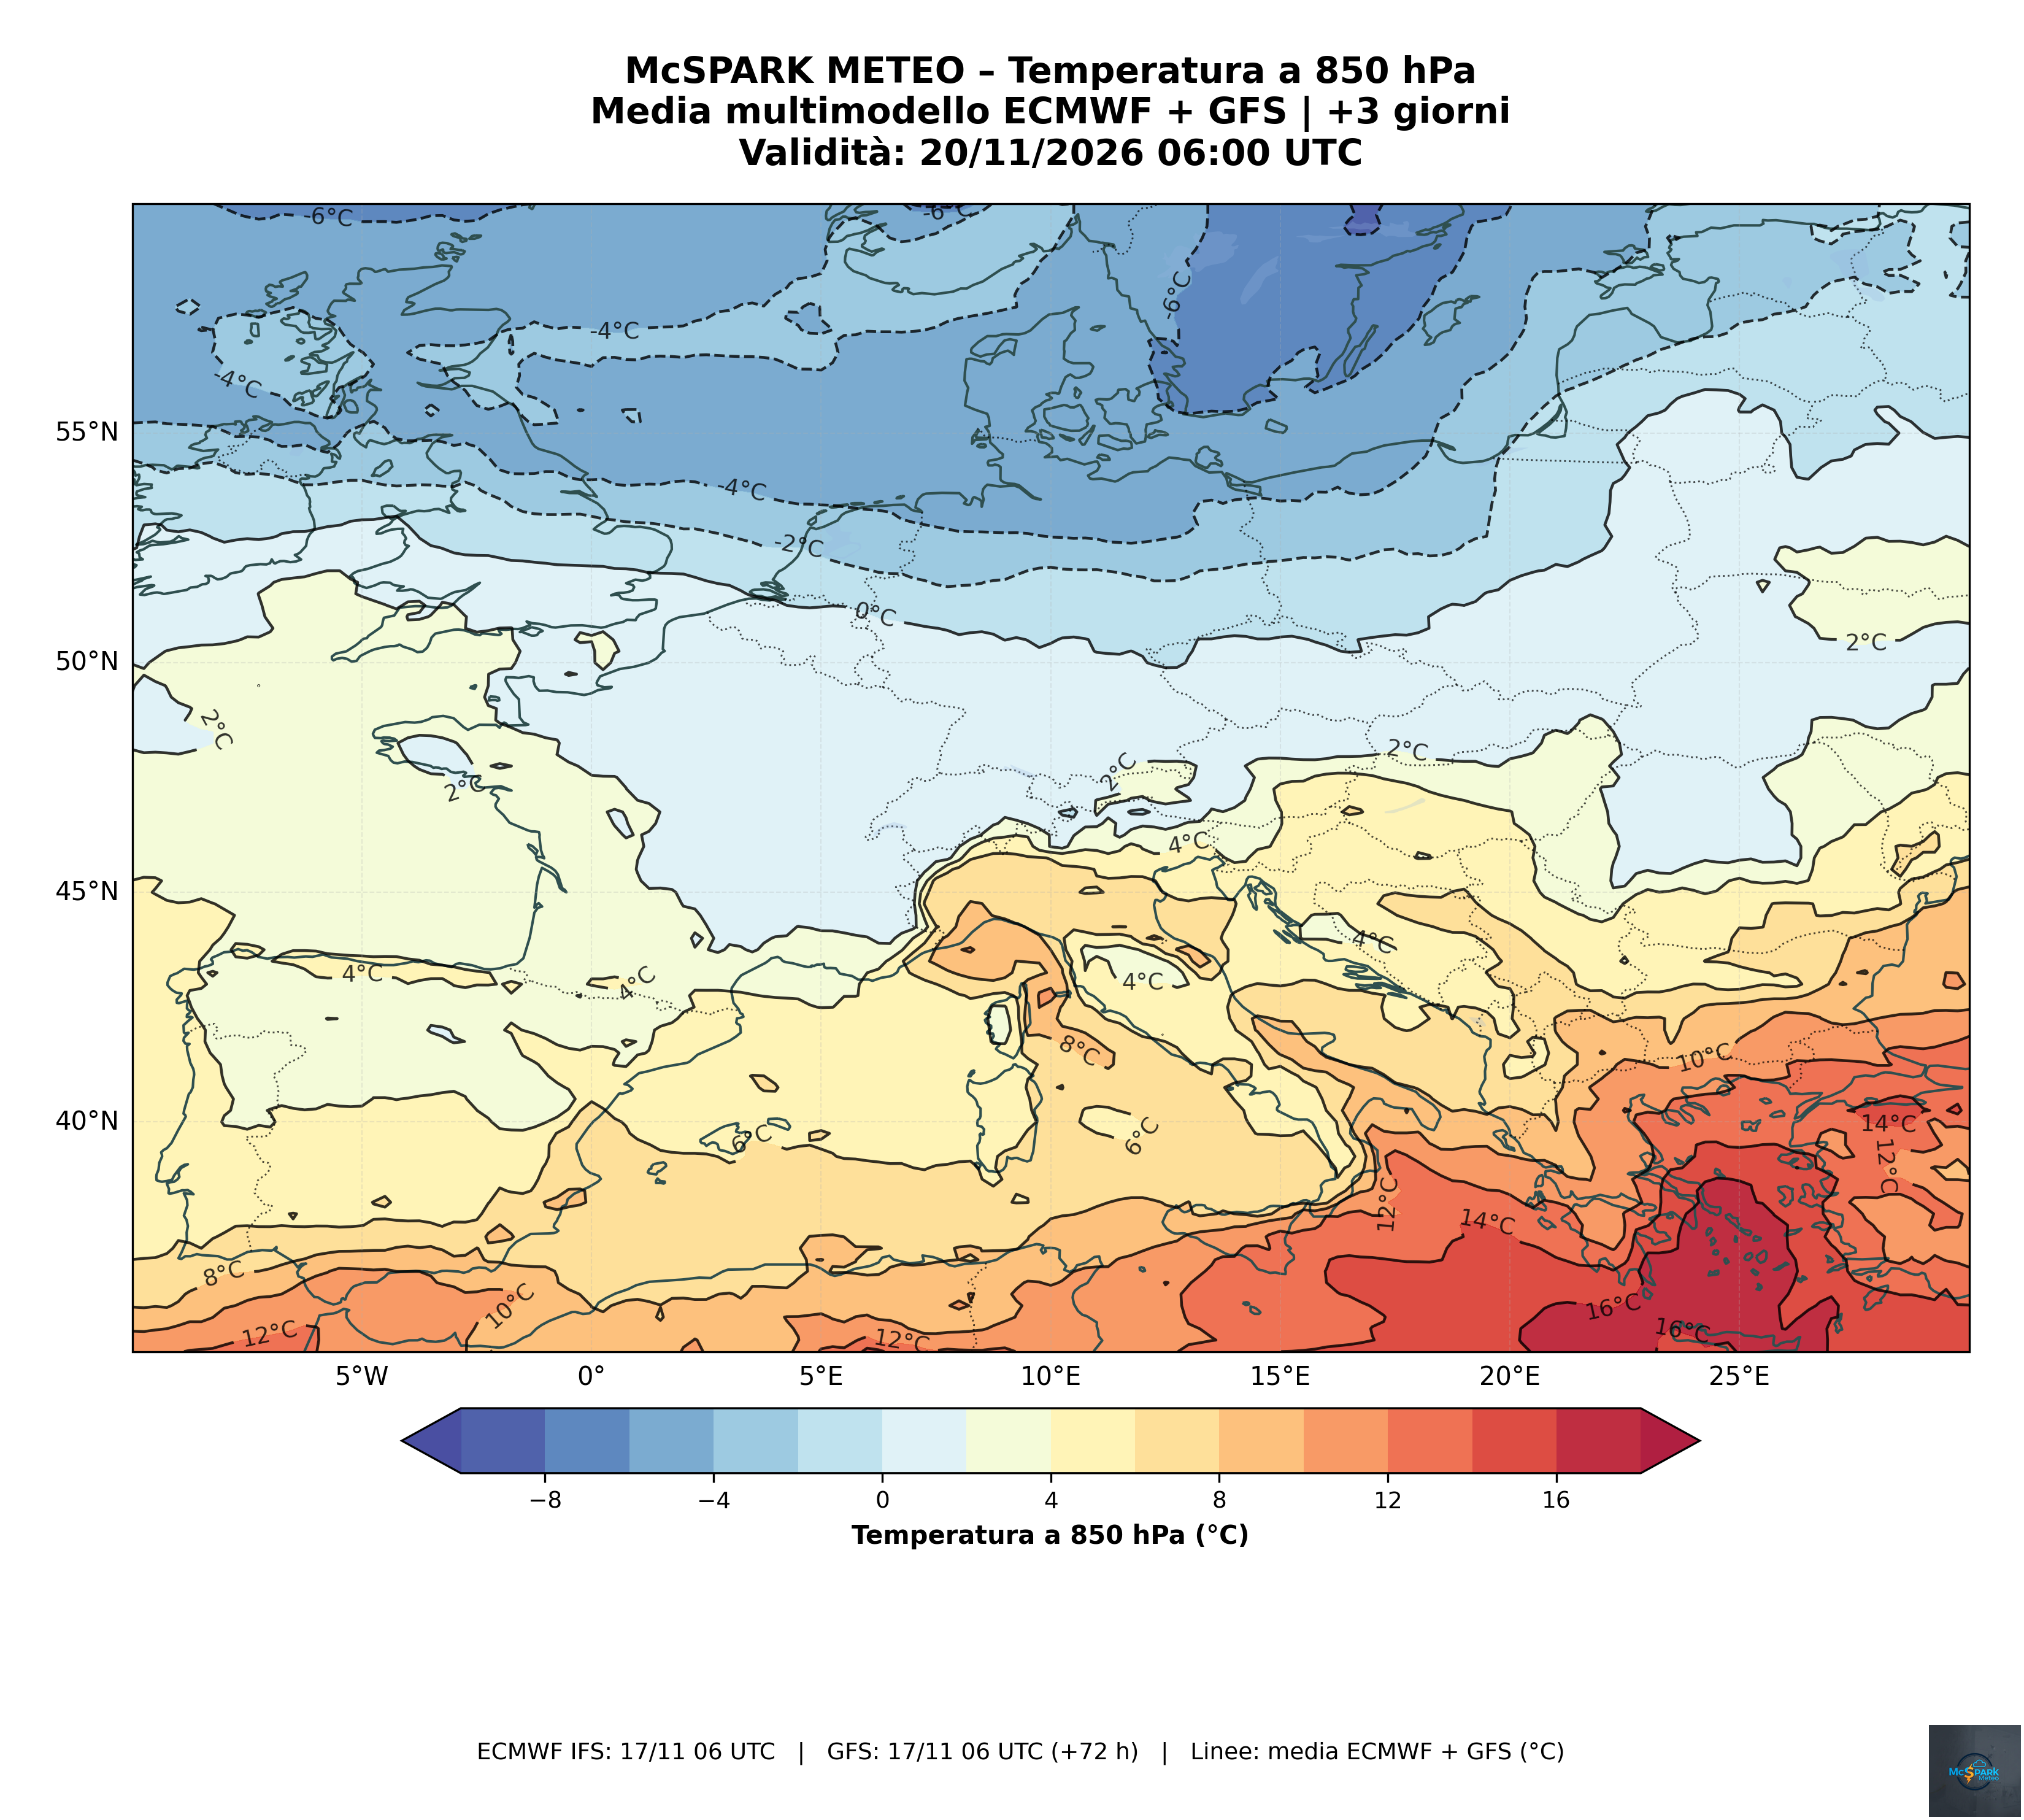 McSPARK METEO – Temperatura a 850 hPa
Media multimodello ECMWF + GFS | +3 giorni
Validità: 20/11/2026 06:00 UTC
-6°C
-6°C
-6°C
-4°C
-4°C
55°N
-4°C
-2°C
0°C
50°N
2°C
2°C
2°C
2°C
2°C
4°C
45°N
4°C
4°C
4°C
4°C
8°C
10°C
40°N
14°C
6°C
6°C
12°C
12°C
14°C
8°C
10°C
16°C
12°C
12°C
16°C
5°W
0°
5°E
10°E
15°E
20°E
25°E
−8
−4
0
4
8
12
16
Temperatura a 850 hPa (°C)
ECMWF IFS: 17/11 06 UTC | GFS: 17/11 06 UTC (+72 h) | Linee: media ECMWF + GFS (°C)
McSPARK
Meteo